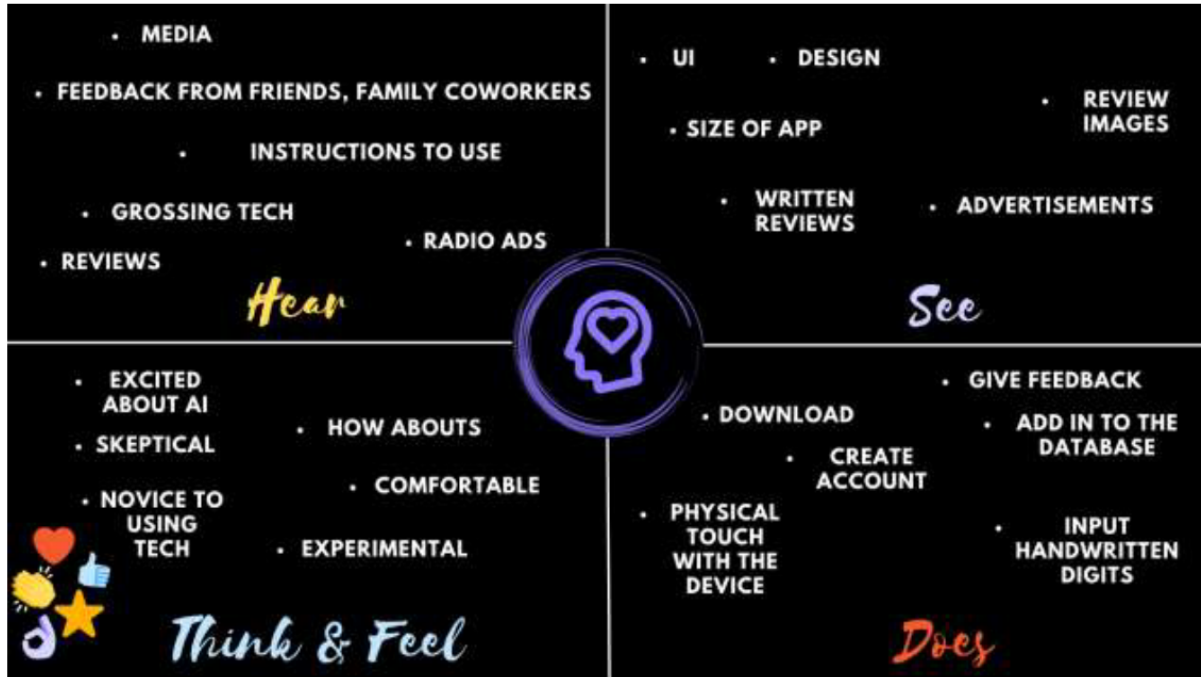 MEDIA
FEEDBACK FROM FRIENDS, FAMILY COWORKERS
INSTRUCTIONS TO USE
GROSSING TECH
RADIO ADS
REVIEWS
Hear
UI
DESIGN
REVIEW
IMAGES
SIZE OF APP
WRITTEN
REVIEWS
ADVERTISEMENTS
See
EXCITED
ABOUT AI
HOW ABOUTS
SKEPTICAL
COMFORTABLE
NOVICE TO
USING
TECH
EXPERIMENTAL
Think & Feel
GIVE FEEDBACK
DOWNLOAD
ADD IN TO THE
DATABASE
CREATE
ACCOUNT
PHYSICAL
TOUCH
WITH THE
DEVICE
INPUT
HANDWRITTEN
DIGITS
Does